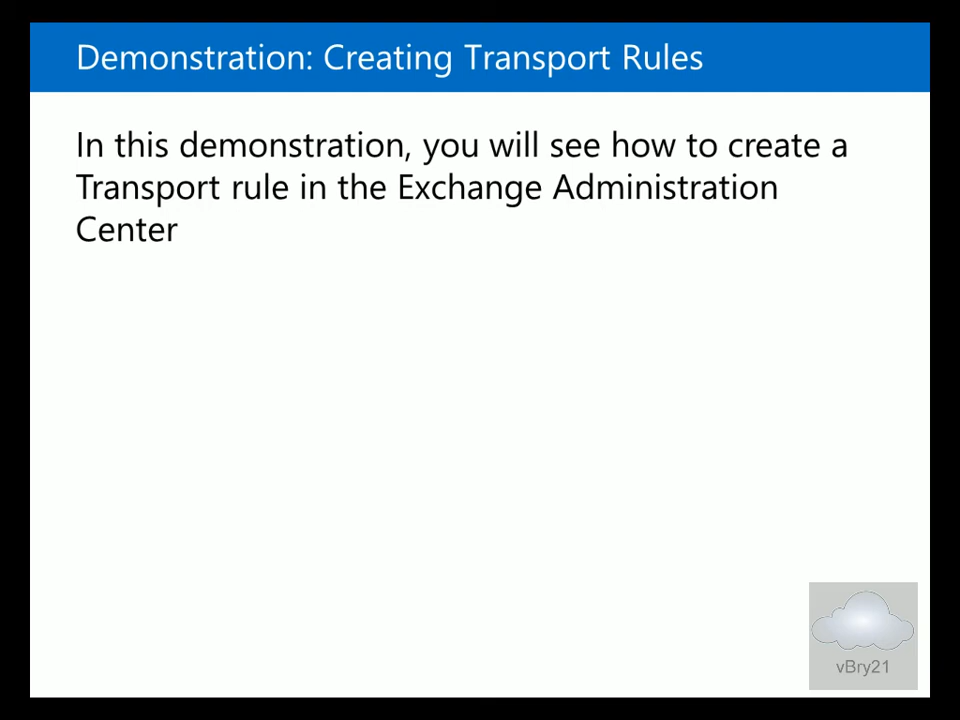 Demonstration: Creating Transport Rules
In this demonstration, you will see how to create a
Transport rule in the Exchange Administration
Center
vBry21